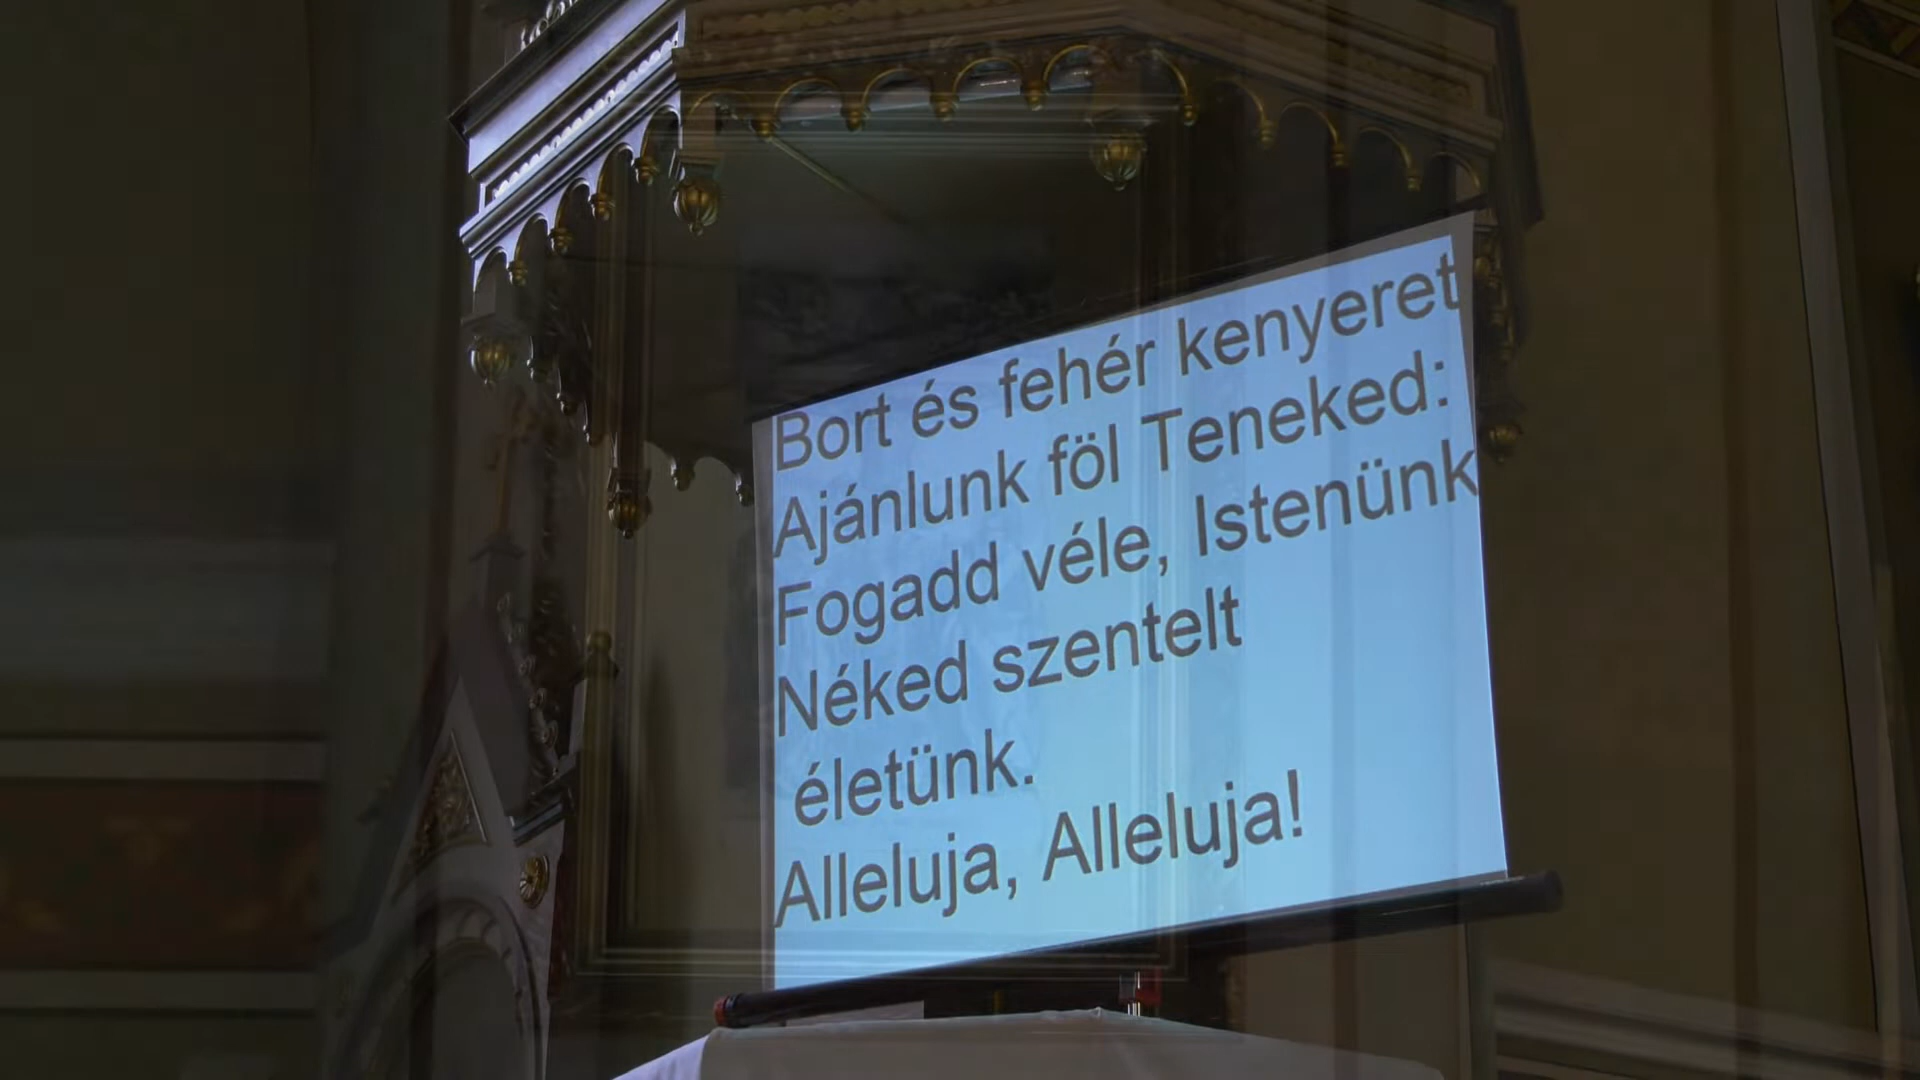 Bort és fehér kenyeret
Ajánlunk föl Teneked:
Fogadd véle, Istenünk
Néked szentelt
életünk.
Alleluja, Alleluja!